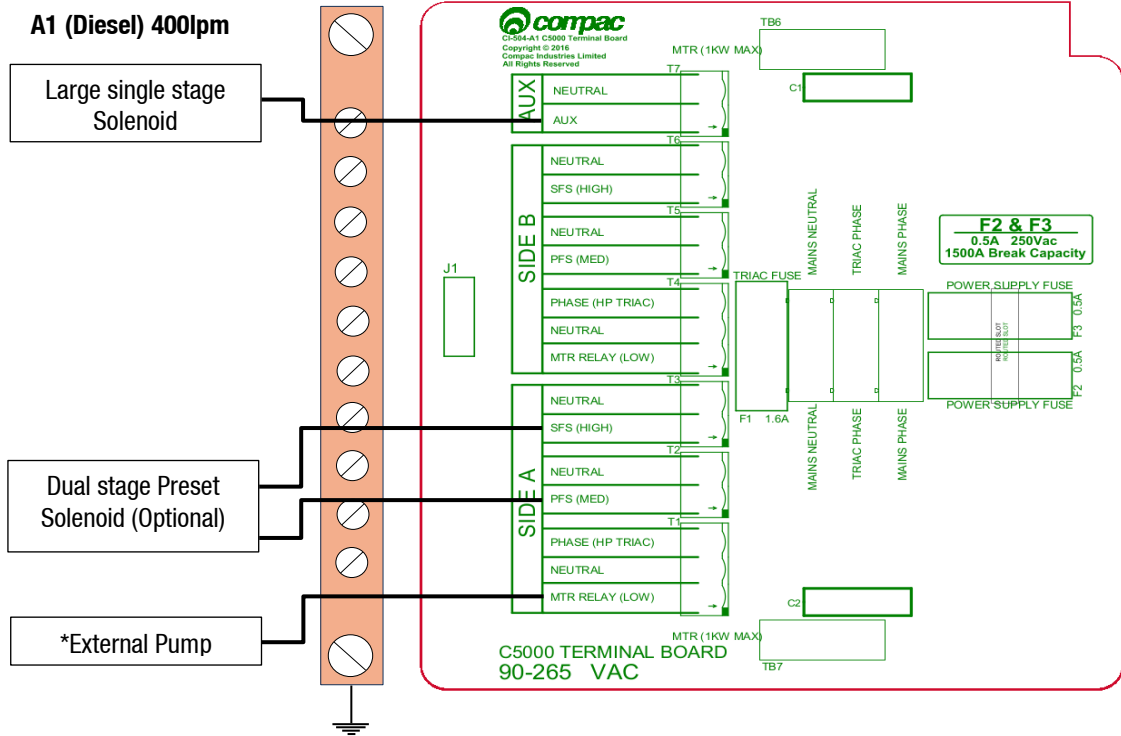 A1 (Diesel) 400lpm
Large single stage
Solenoid
Dual stage Preset
Solenoid (Optional)
*External Pump
compac
CI-504-A1 C5000 Terminal Board
Copyright © 2016
Compac Industries Limited
All Rights Reserved
TB6
MTR (1KW MAX)
C1
T7
AUX
NEUTRAL
AUX
T6
SIDE B
NEUTRAL
SFS (HIGH)
T5
NEUTRAL
PFS (MED)
T4
PHASE (HP TRIAC)
NEUTRAL
MTR RELAY (LOW)
J1
T3
SIDE A
NEUTRAL
SFS (HIGH)
T2
NEUTRAL
PFS (MED)
T1
PHASE (HP TRIAC)
NEUTRAL
MTR RELAY (LOW)
MAINS NEUTRAL
TRIAC PHASE
MAINS PHASE
F2 & F3
0.5A 250Vac
1500A Break Capacity
TRIAC FUSE
POWER SUPPLY FUSE
F3 0.5A
ROUTED SLOT
ROUTED SLOT
F2 0.5A
POWER SUPPLY FUSE
F1 1.6A
MAINS NEUTRAL
TRIAC PHASE
MAINS PHASE
C2
MTR (1KW MAX)
TB7
C5000 TERMINAL BOARD
90-265 VAC